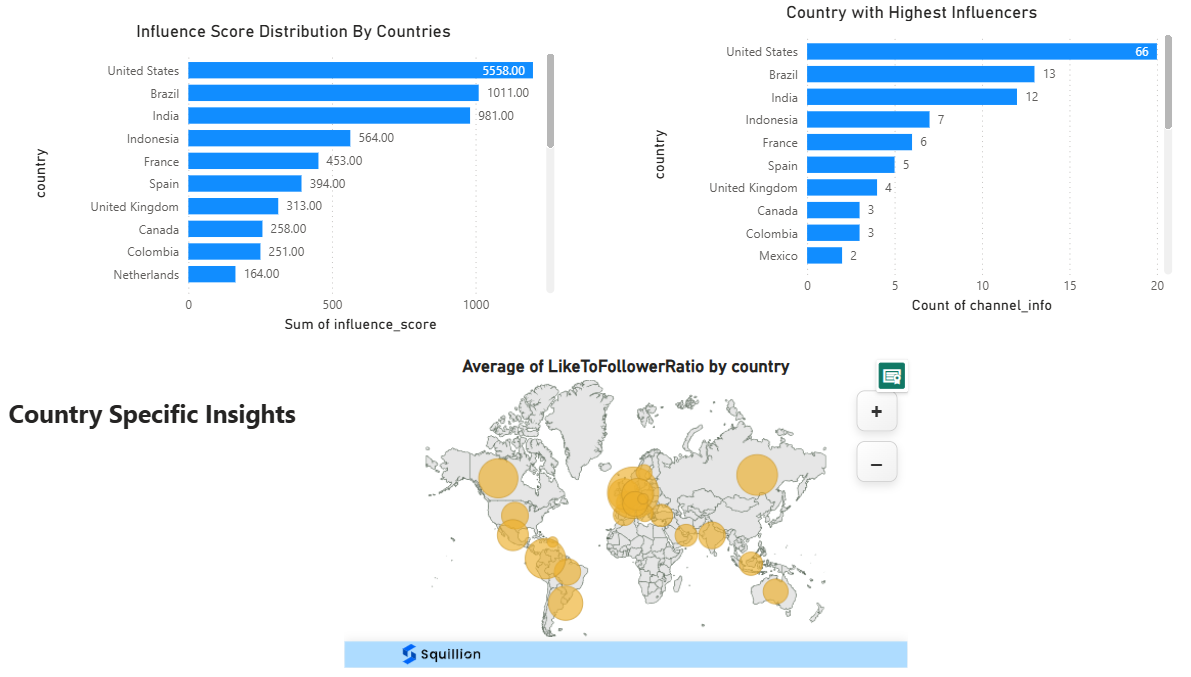 Influence Score Distribution By Countries
country
United States 5558.00
Brazil 1011.00
India 981.00
Indonesia 564.00
France 453.00
Spain 394.00
United Kingdom 313.00
Canada 258.00
Colombia 251.00
Netherlands 164.00
0 500 1000
Sum of influence_score
Country with Highest Influencers
country
United States 66
Brazil 13
India 12
Indonesia 7
France 6
Spain 5
United Kingdom 4
Canada 3
Colombia 3
Mexico 2
0 5 10 15 20
Count of channel_info
Country Specific Insights
Average of LikeToFollowerRatio by country
+
−
Squillion